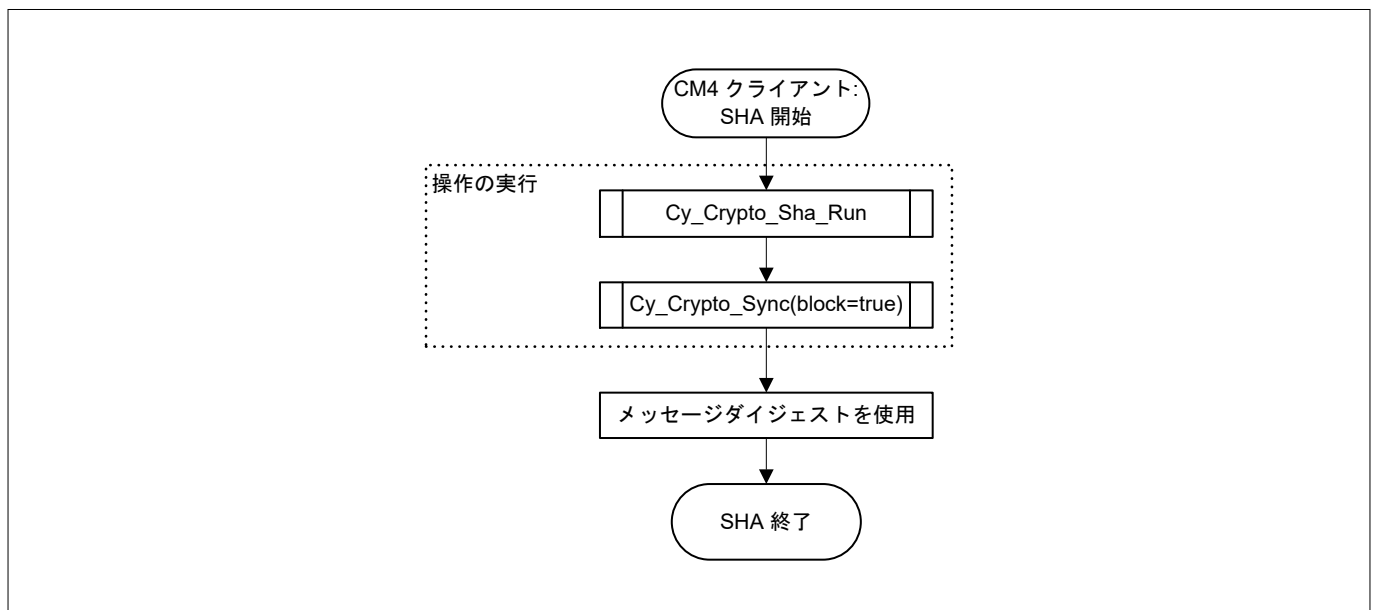 CM4 クライアント:
SHA 開始
操作の実行
Cy_Crypto_Sha_Run
Cy_Crypto_Sync(block=true)
メッセージダイジェストを使用
SHA 終了